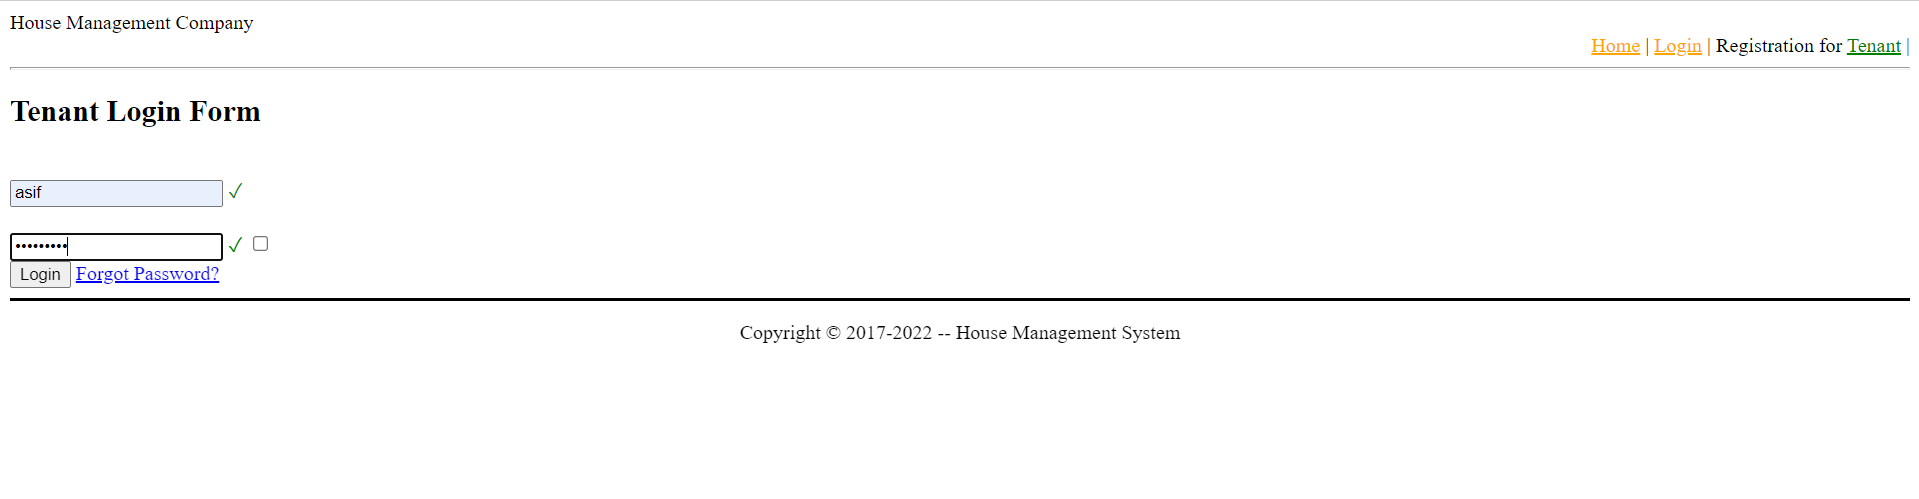 House Management Company
Home | Login | Registration for Tenant |
Tenant Login Form
asif ✓
••••••••• ✓
Login Forgot Password?
Copyright © 2017-2022 -- House Management System